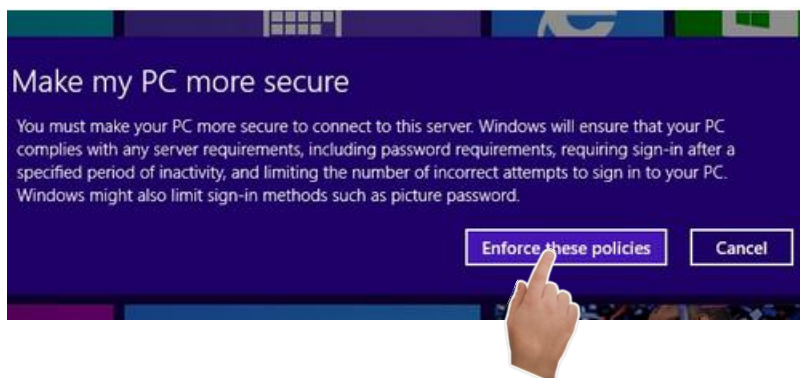 Make my PC more secure
You must make your PC more secure to connect to this server. Windows will ensure that your PC
complies with any server requirements, including password requirements, requiring sign-in after a
specified period of inactivity, and limiting the number of incorrect attempts to sign in to your PC.
Windows might also limit sign-in methods such as picture password.
Enforce these policies
Cancel